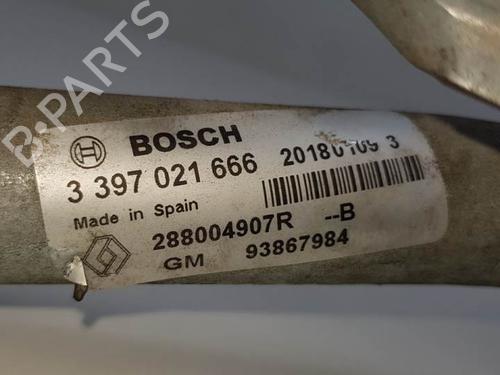 B-PARTS
BOSCH
3 397 021 666 20180109 3
Made in Spain
288004907R --B
GM 93867984